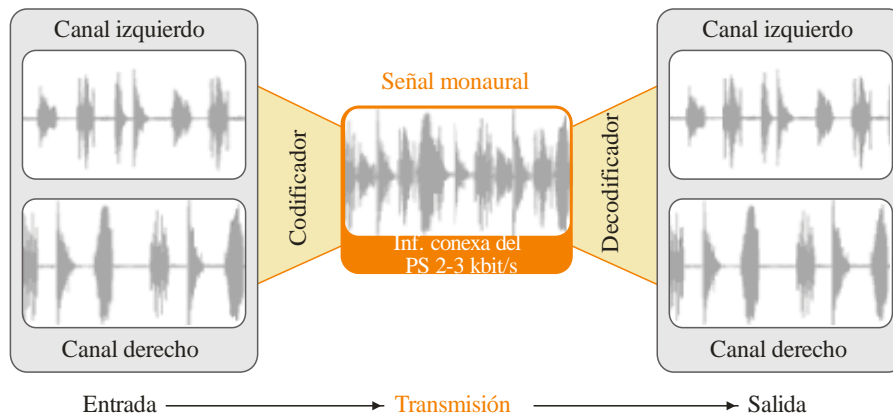 Canal izquierdo
Canal izquierdo
Señal monaural
Codificador
Decodificador
Inf. conexa del
PS 2-3 kbit/s
Canal derecho
Canal derecho
Entrada
Transmisión
Salida